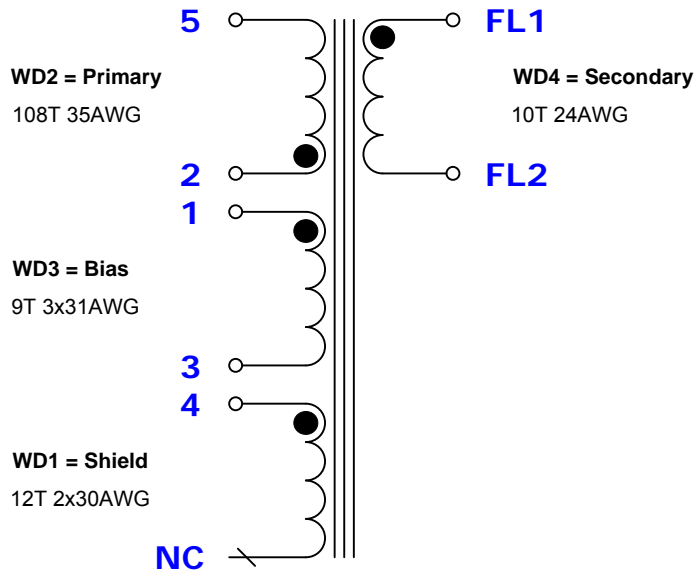 5
FL1
WD2 = Primary
108T 35AWG
WD4 = Secondary
10T 24AWG
2
FL2
1
WD3 = Bias
9T 3x31AWG
3
4
WD1 = Shield
12T 2x30AWG
NC